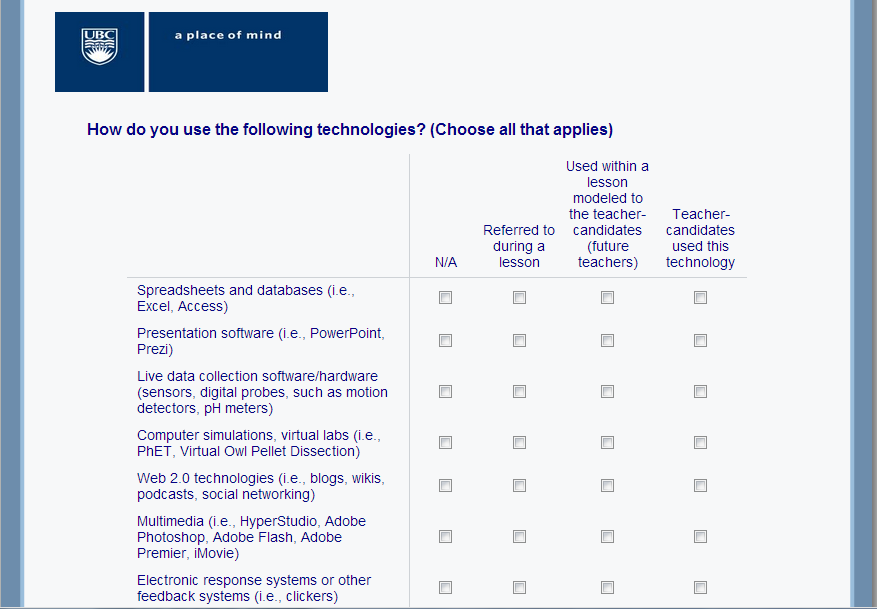 UBC
a place of mind
How do you use the following technologies? (Choose all that applies)
N/A
Referred to
during a
lesson
Used within a
lesson
modeled to
the teacher-
candidates
(future
teachers)
Teacher-
candidates
used this
technology
Spreadsheets and databases (i.e.,
Excel, Access)
Presentation software (i.e., PowerPoint,
Prezi)
Live data collection software/hardware
(sensors, digital probes, such as motion
detectors, pH meters)
Computer simulations, virtual labs (i.e.,
PhET, Virtual Owl Pellet Dissection)
Web 2.0 technologies (i.e., blogs, wikis,
podcasts, social networking)
Multimedia (i.e., HyperStudio, Adobe
Photoshop, Adobe Flash, Adobe
Premier, iMovie)
Electronic response systems or other
feedback systems (i.e., clickers)